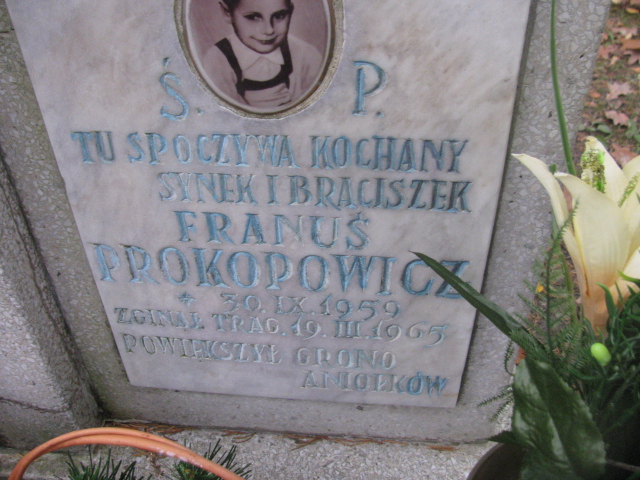 Ś. P.
TU SPOCZYWA KOCHANY
SYNEK I BRACISZEK
FRANUŚ
PROKOPOWICZ
+ 30.IX.1959
ZGINĄŁ TRAG. 19.III.1965
POWIĘKSZYŁ GRONO
ANIOŁKÓW